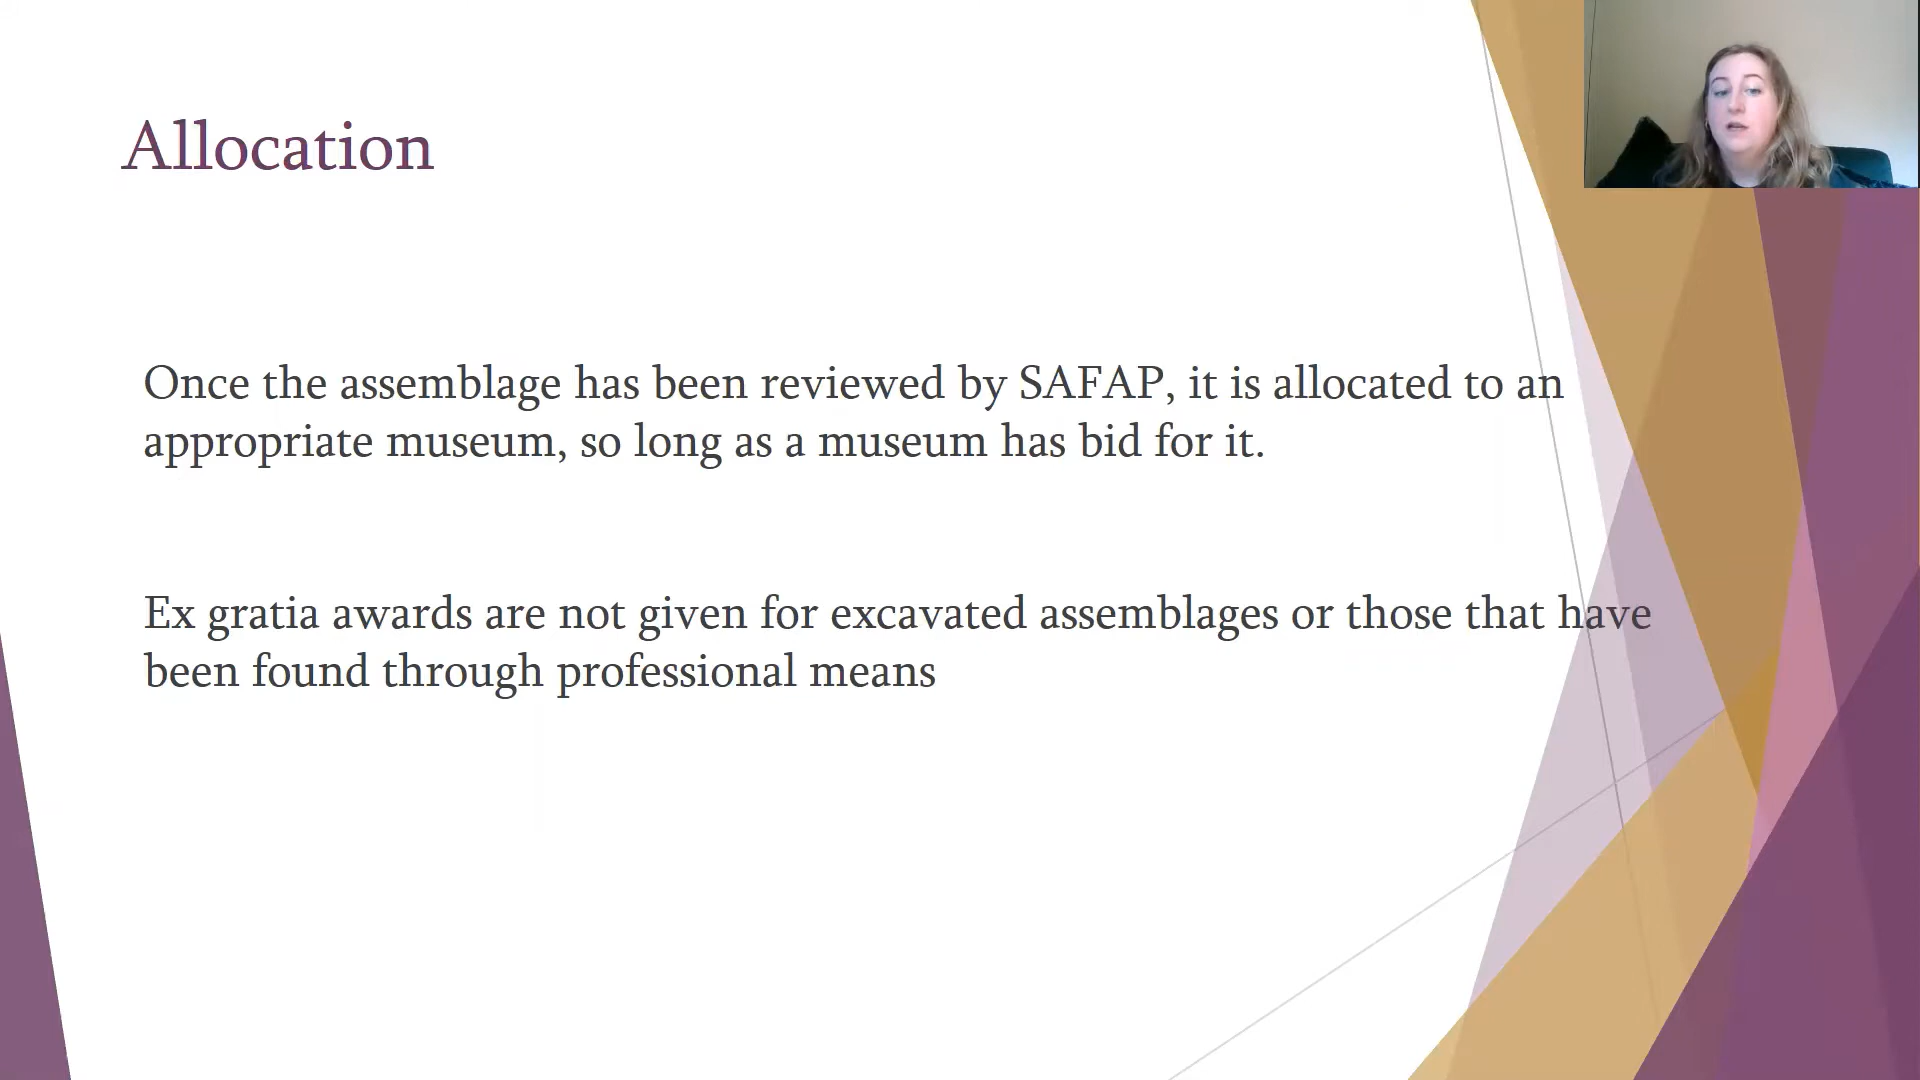 Allocation
Once the assemblage has been reviewed by SAFAP, it is allocated to an
appropriate museum, so long as a museum has bid for it.
Ex gratia awards are not given for excavated assemblages or those that have
been found through professional means